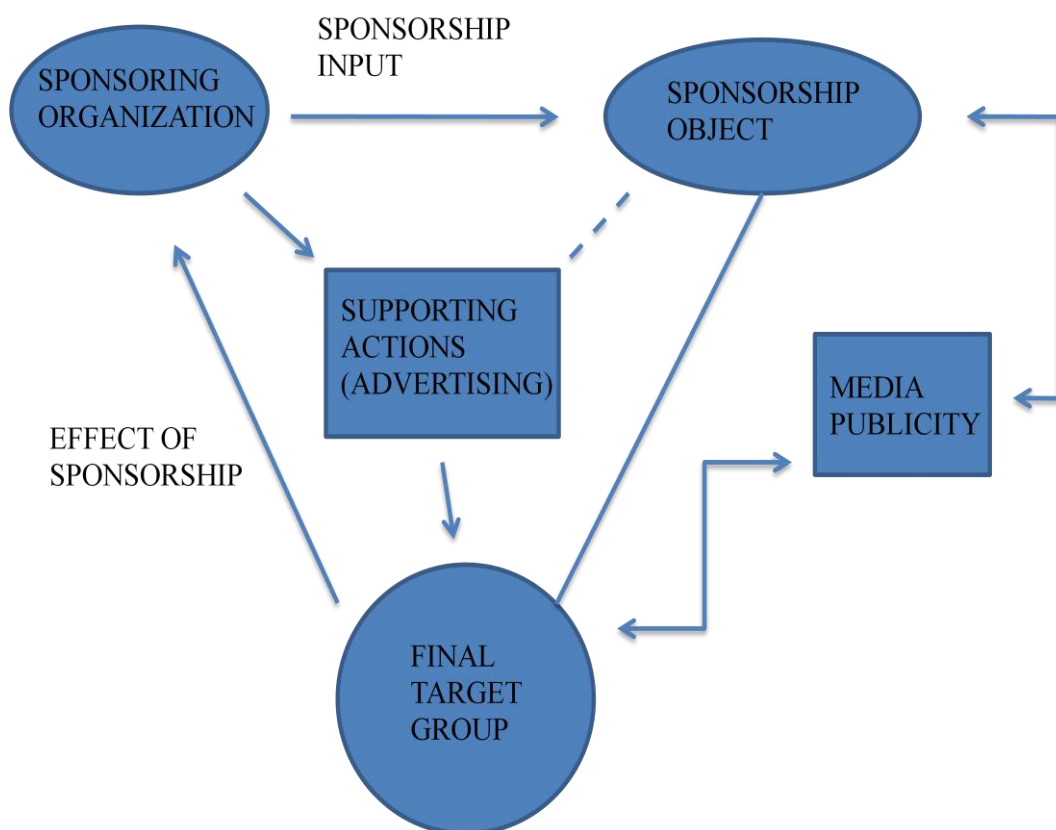 SPONSORSHIP
INPUT
SPONSORING
ORGANIZATION
SPONSORSHIP
OBJECT
SUPPORTING
ACTIONS
(ADVERTISING)
MEDIA
PUBLICITY
EFFECT OF
SPONSORSHIP
FINAL
TARGET
GROUP